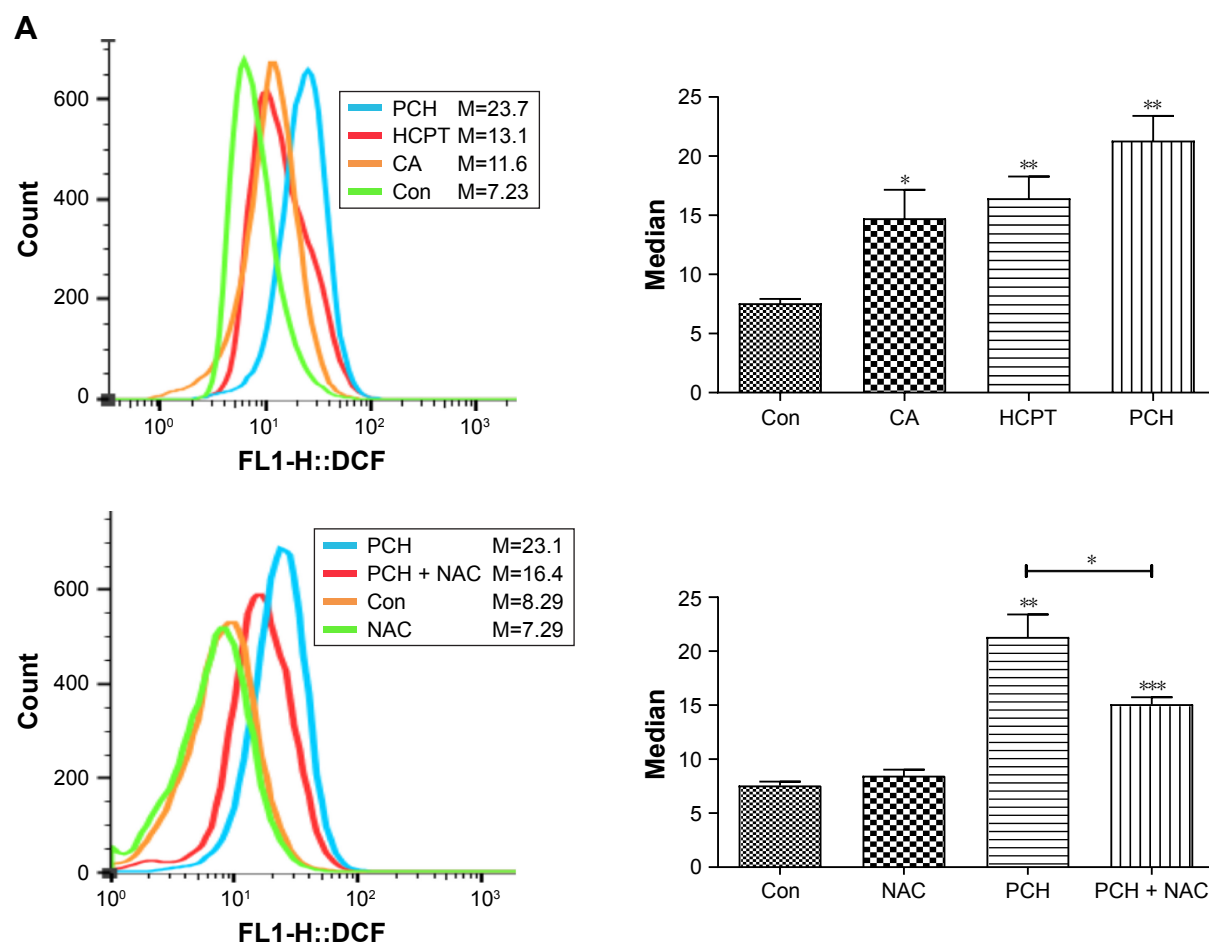 A
Count
600
400
200
0
10⁰ 10¹ 10² 10³
FL1-H::DCF
PCH M=23.7
HCPT M=13.1
CA M=11.6
Con M=7.23
Median
25
20
15
10
5
0
* ** **
Con CA HCPT PCH
Count
600
400
200
0
10⁰ 10¹ 10² 10³
FL1-H::DCF
PCH M=23.1
PCH + NAC M=16.4
Con M=8.29
NAC M=7.29
Median
25
20
15
10
5
0
*
**
***
Con NAC PCH PCH + NAC